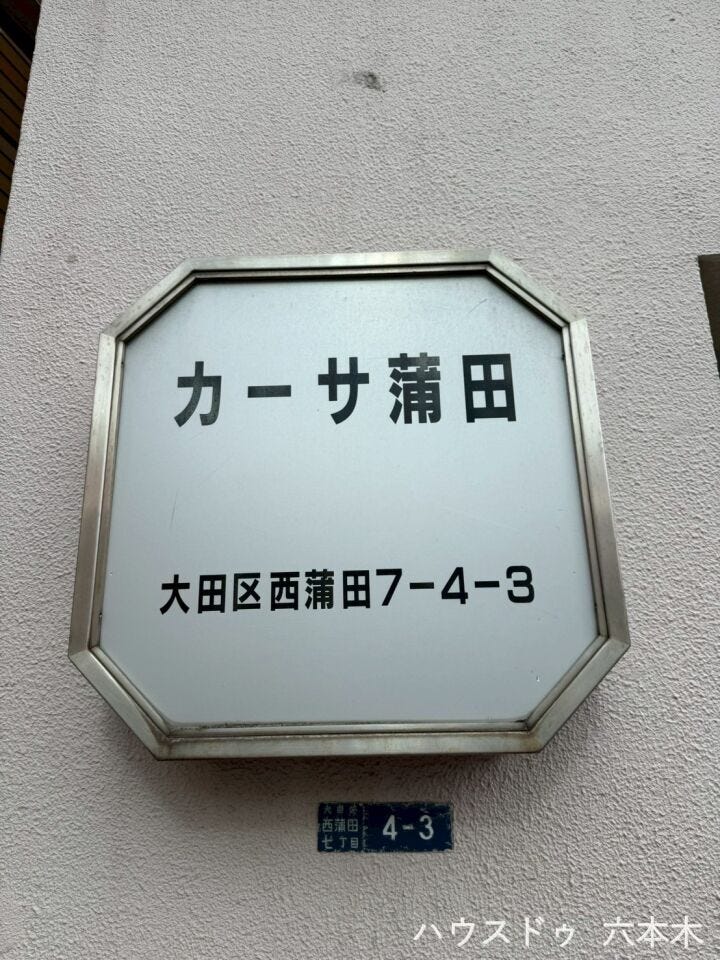 カーサ蒲田
大田区西蒲田7-4-3
大田区
西蒲田
七丁目
4-3
ハウスドゥ 六本木